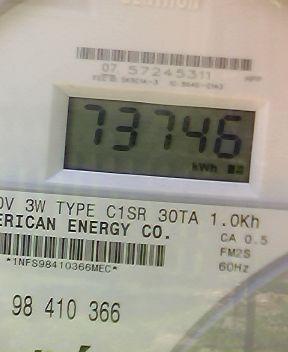 07 57245311
73746
kWh
0V 3W TYPE C1SR 30TA 1.0Kh
ERICAN ENERGY CO.
CA 0.5
FM2S
60Hz
*1NFS98410366MEC*
98 410 366